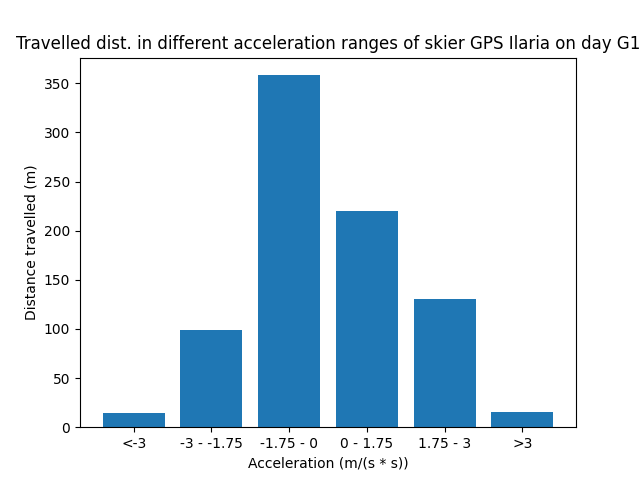 Travelled dist. in different acceleration ranges of skier GPS Ilaria on day G1
350
300
250
200
150
100
50
0
Distance travelled (m)
<-3 -3 - -1.75 -1.75 - 0 0 - 1.75 1.75 - 3 >3
Acceleration (m/(s * s))